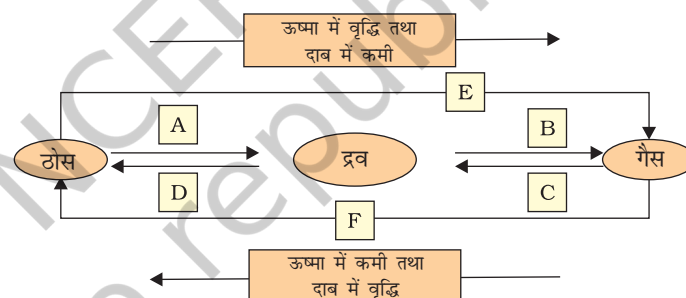 ऊष्मा में वृद्धि तथा
दाब में कमी
E
A
B
ठोस
द्रव
गैस
D
C
F
ऊष्मा में कमी तथा
दाब में वृद्धि